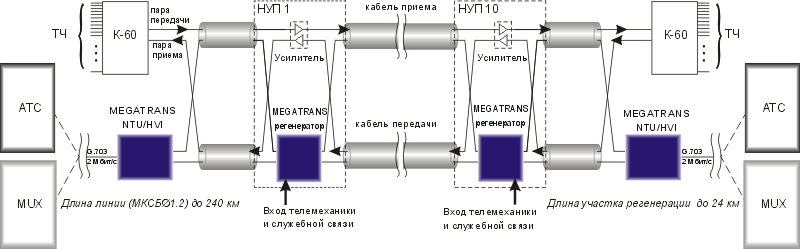 НУП 1
кабель приема
НУП 10
пара
передачи
ТЧ
К-60
пара
приема
Усилитель
Усилитель
К-60
ТЧ
АТС
MEGATRANS
NTU/HVI
MEGATRANS
регенератор
кабель передачи
MEGATRANS
регенератор
MEGATRANS
NTU/HVI
АТС
G.703
2 Мбит/с
G.703
2 Мбит/с
MUX
Длина линии (МКСБØ1.2) до 240 км
Длина участка регенерации до 24 км
MUX
Вход телемеханики
и служебной связи
Вход телемеханики
и служебной связи